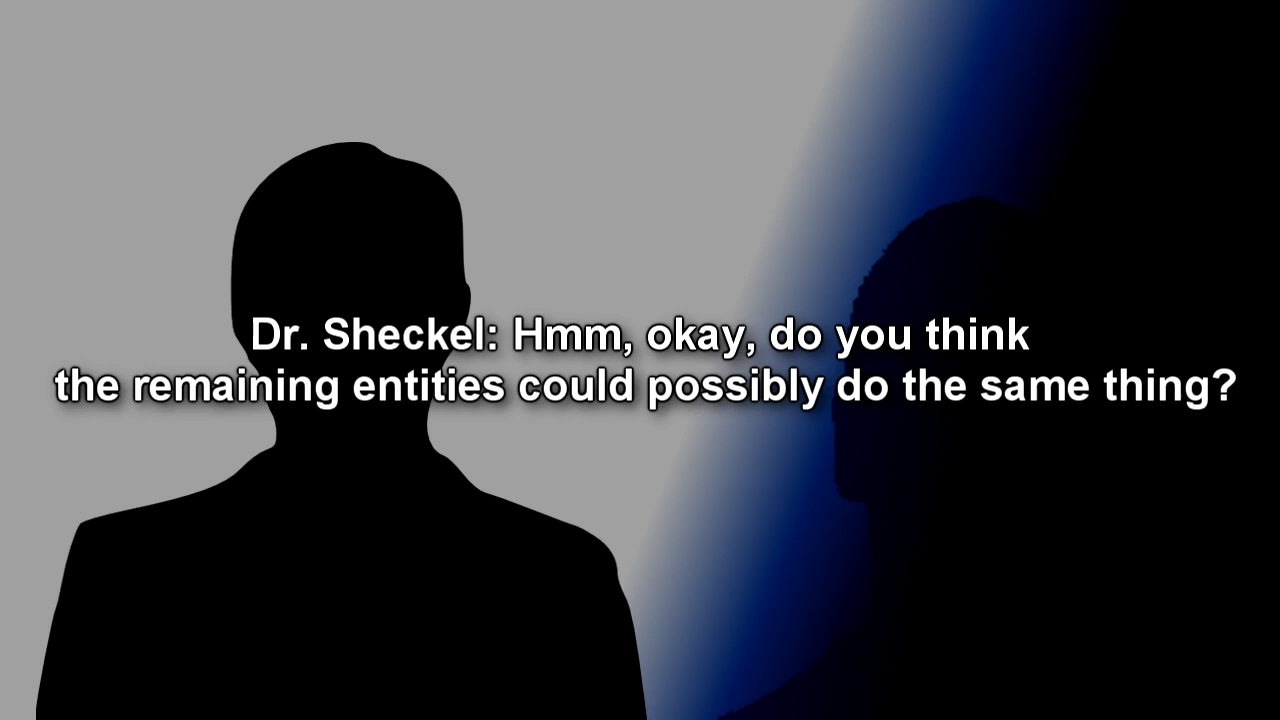 Dr. Sheckel: Hmm, okay, do you think
the remaining entities could possibly do the same thing?